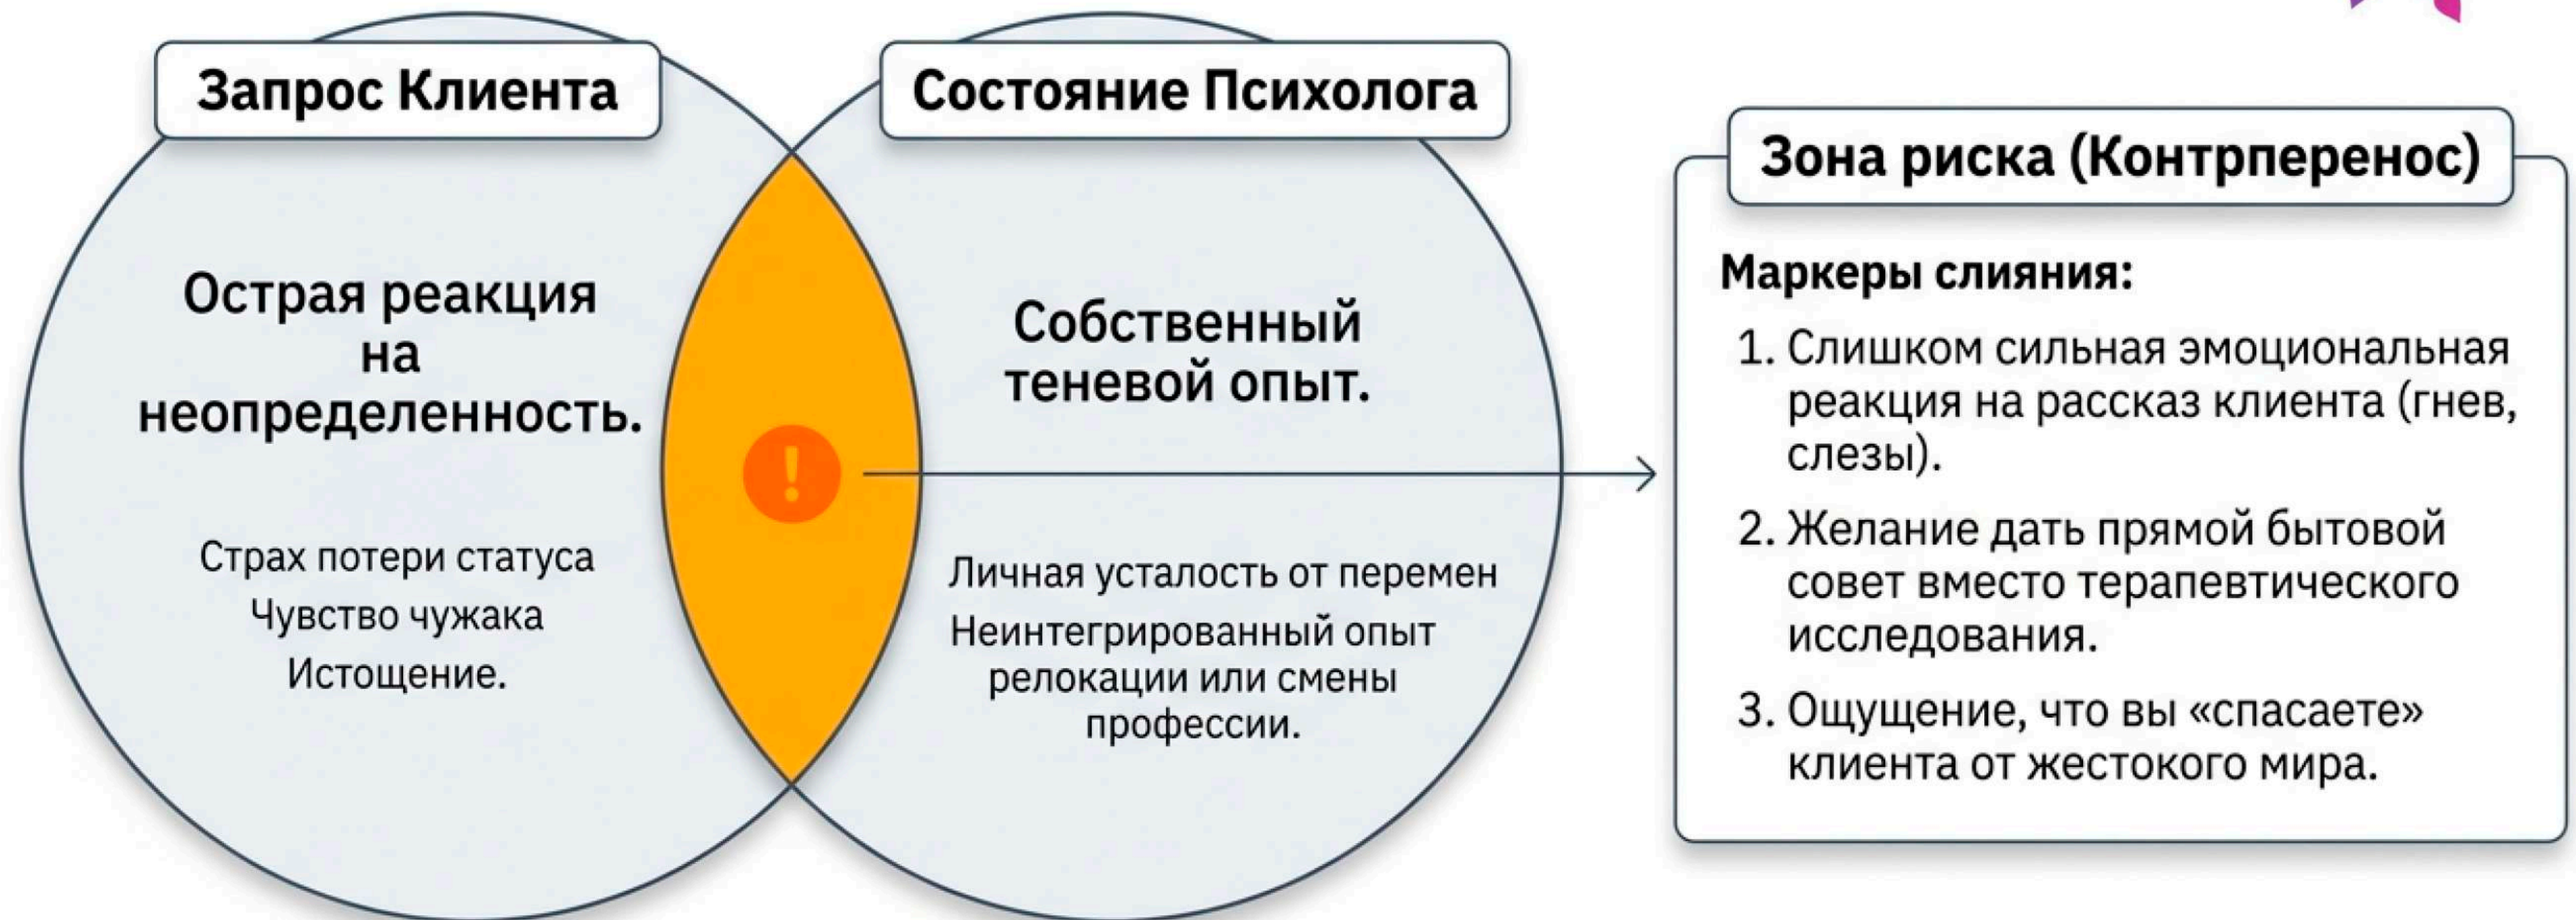 Запрос Клиента
Острая реакция
на
неопределенность.
Страх потери статуса
Чувство чужака
Истощение.
!
Состояние Психолога
Собственный
теневой опыт.
Личная усталость от перемен
Неинтегрированный опыт
релокации или смены
профессии.
Зона риска (Контрперенос)
Маркеры слияния:
1. Слишком сильная эмоциональная
реакция на рассказ клиента (гнев,
слезы).
2. Желание дать прямой бытовой
совет вместо терапевтического
исследования.
3. Ощущение, что вы «спасаете»
клиента от жестокого мира.